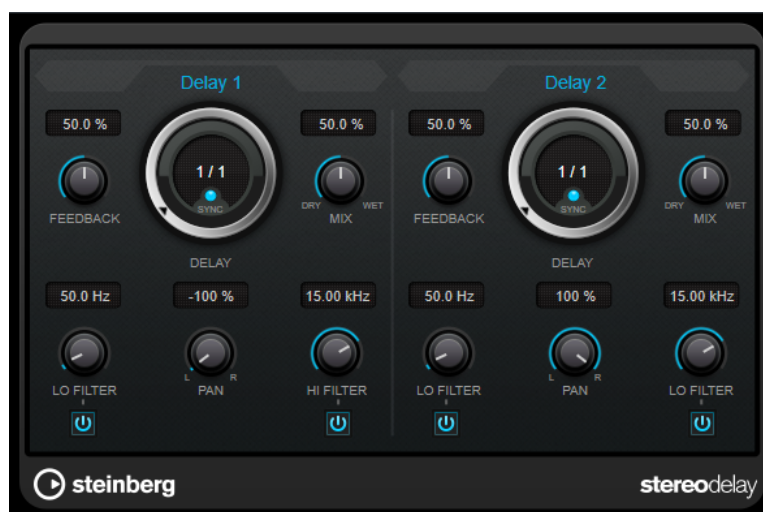 Delay 1
Delay 2
50.0 %
50.0 %
50.0 %
50.0 %
1 / 1
1 / 1
SYNC
SYNC
DRY
WET
DRY
WET
FEEDBACK
MIX
FEEDBACK
MIX
DELAY
DELAY
50.0 Hz
-100 %
15.00 kHz
50.0 Hz
100 %
15.00 kHz
L
R
L
R
LO FILTER
PAN
HI FILTER
LO FILTER
PAN
LO FILTER
steinberg
stereodelay